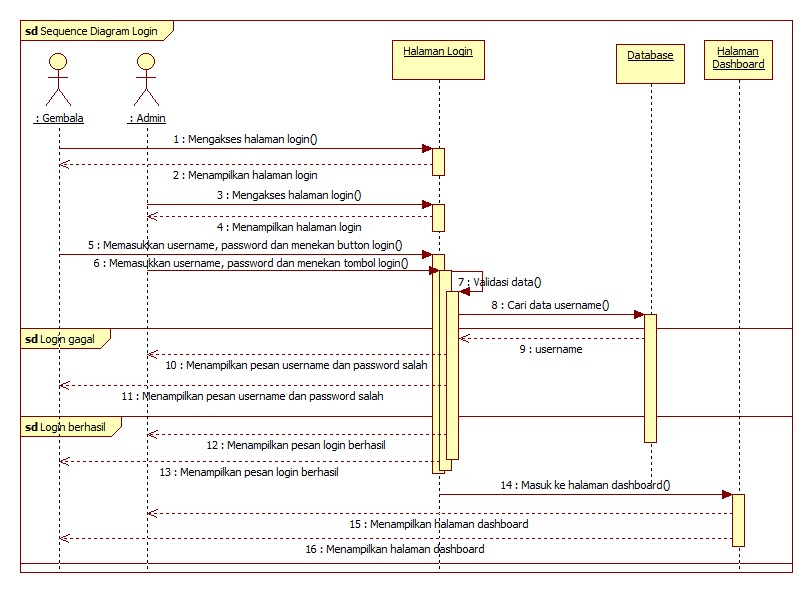 sd Sequence Diagram Login
Halaman Login
Database
Halaman
Dashboard
: Gembala
: Admin
1 : Mengakses halaman login()
2 : Menampilkan halaman login
3 : Mengakses halaman login()
4 : Menampilkan halaman login
5 : Memasukkan username, password dan menekan button login()
6 : Memasukkan username, password dan menekan tombol login()
7 : Validasi data()
8 : Cari data username()
sd Login gagal
9 : username
10 : Menampilkan pesan username dan password salah
11 : Menampilkan pesan username dan password salah
sd Login berhasil
12 : Menampilkan pesan login berhasil
13 : Menampilkan pesan login berhasil
14 : Masuk ke halaman dashboard()
15 : Menampilkan halaman dashboard
16 : Menampilkan halaman dashboard